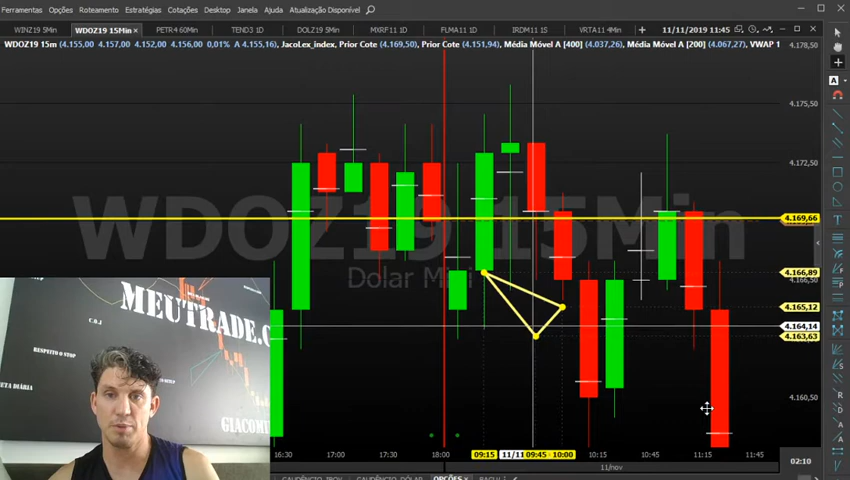 Ferramentas Opções Roteamento Estratégias Cotações Desktop Janela Ajuda Atualização Disponível
WINZ19 5Min WDOZ19 15Min PETR4 60Min TEND3 1D DOLZ19 15Min MXRF11 1D FLMA11 1D IRDM11 1S VRTA11 4Min 11/11/2019 11:45
WDOZ19 15m (4.155,00 4.157,00 4.152,00 4.156,00 0,01% A 4.155,16), JacoLex_index, Prior Cote (4.169,50), Prior Cote (4.151,94), Média Móvel A [400] (4.037,26), Média Móvel A [200] (4.067,27), VWAP 1
4.178,50
4.175,50
4.172,50
WDOZ19 15Min
4.169,66
Dolar Mini
4.166,89
4.165,12
4.164,14
4.163,63
4.160,50
MEUTRADE.C
C.O.I
RESPEITO O STOP
ETA DIÁRIA
GIACOMI
16:30 17:00 17:30 18:00 09:15 11/11 09:45 10:00 10:15 10:45 11:15 11:45
02:10
11/nov
OPÇÕES